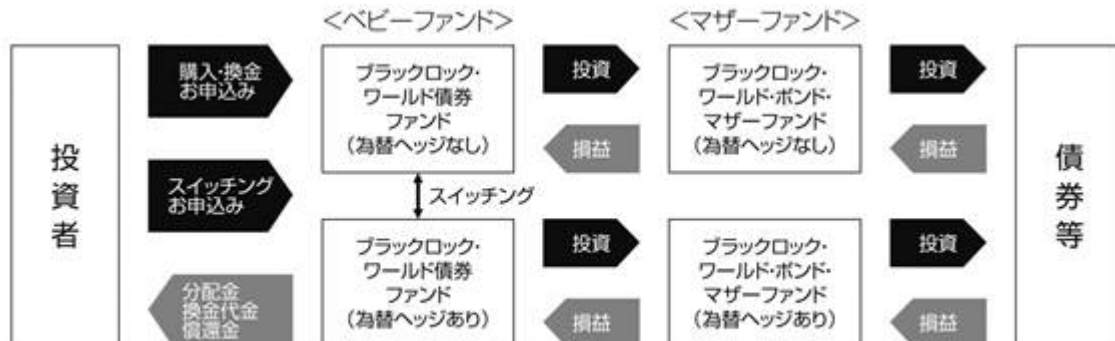 <ベビーファンド>
<マザーファンド>
投資者
購入・換金
お申込み
スイッチング
お申込み
分配金
換金代金
償還金
ブラックロック・
ワールド債券
ファンド
(為替ヘッジなし)
スイッチング
ブラックロック・
ワールド債券
ファンド
(為替ヘッジあり)
投資
損益
投資
損益
ブラックロック・
ワールド・ボンド・
マザーファンド
(為替ヘッジなし)
ブラックロック・
ワールド・ボンド・
マザーファンド
(為替ヘッジあり)
投資
損益
投資
損益
債券等